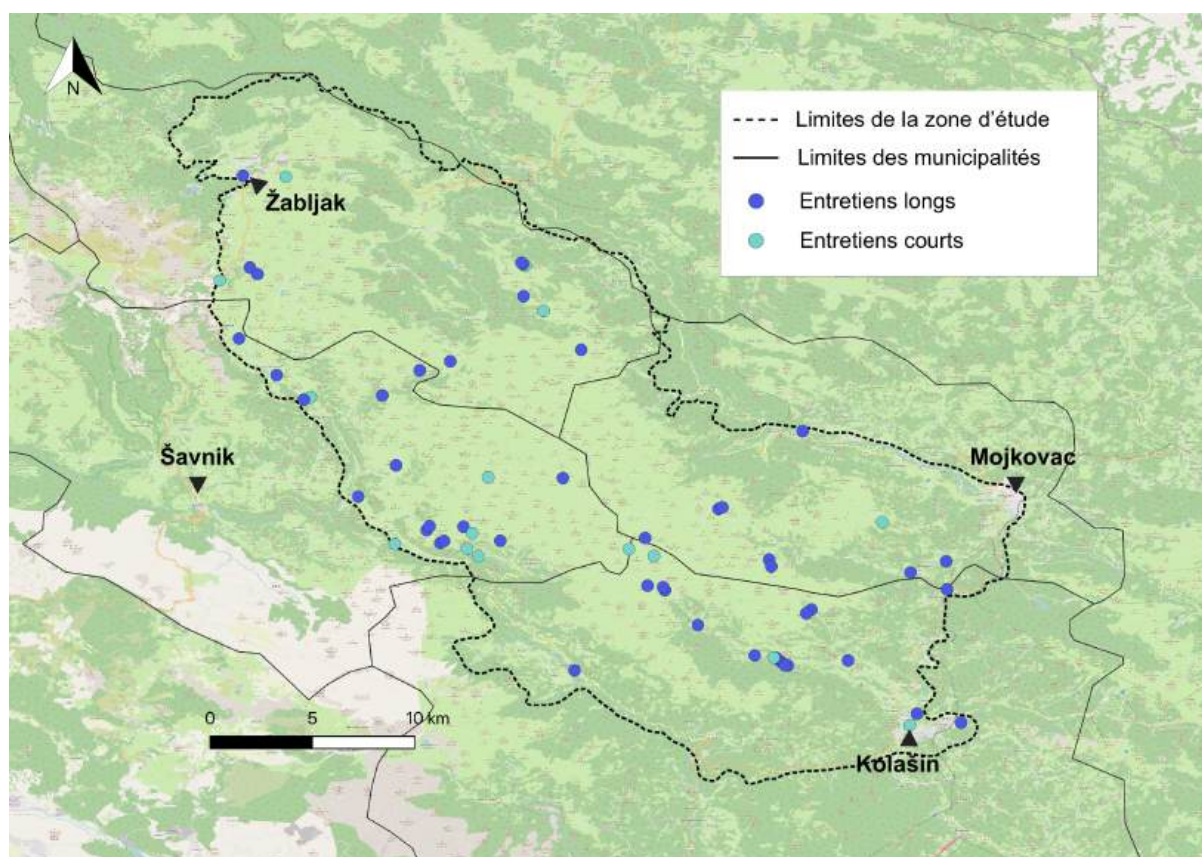 N
Limites de la zone d'étude
Limites des municipalités
Entretiens longs
Entretiens courts
Žabljak
Šavnik
Mojkovac
0 5 10 km
Kolašin